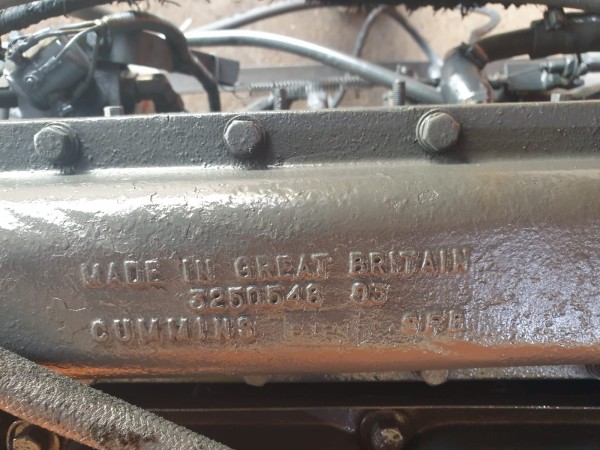 MADE IN GREAT BRITAIN
3250548 03
CUMMINS